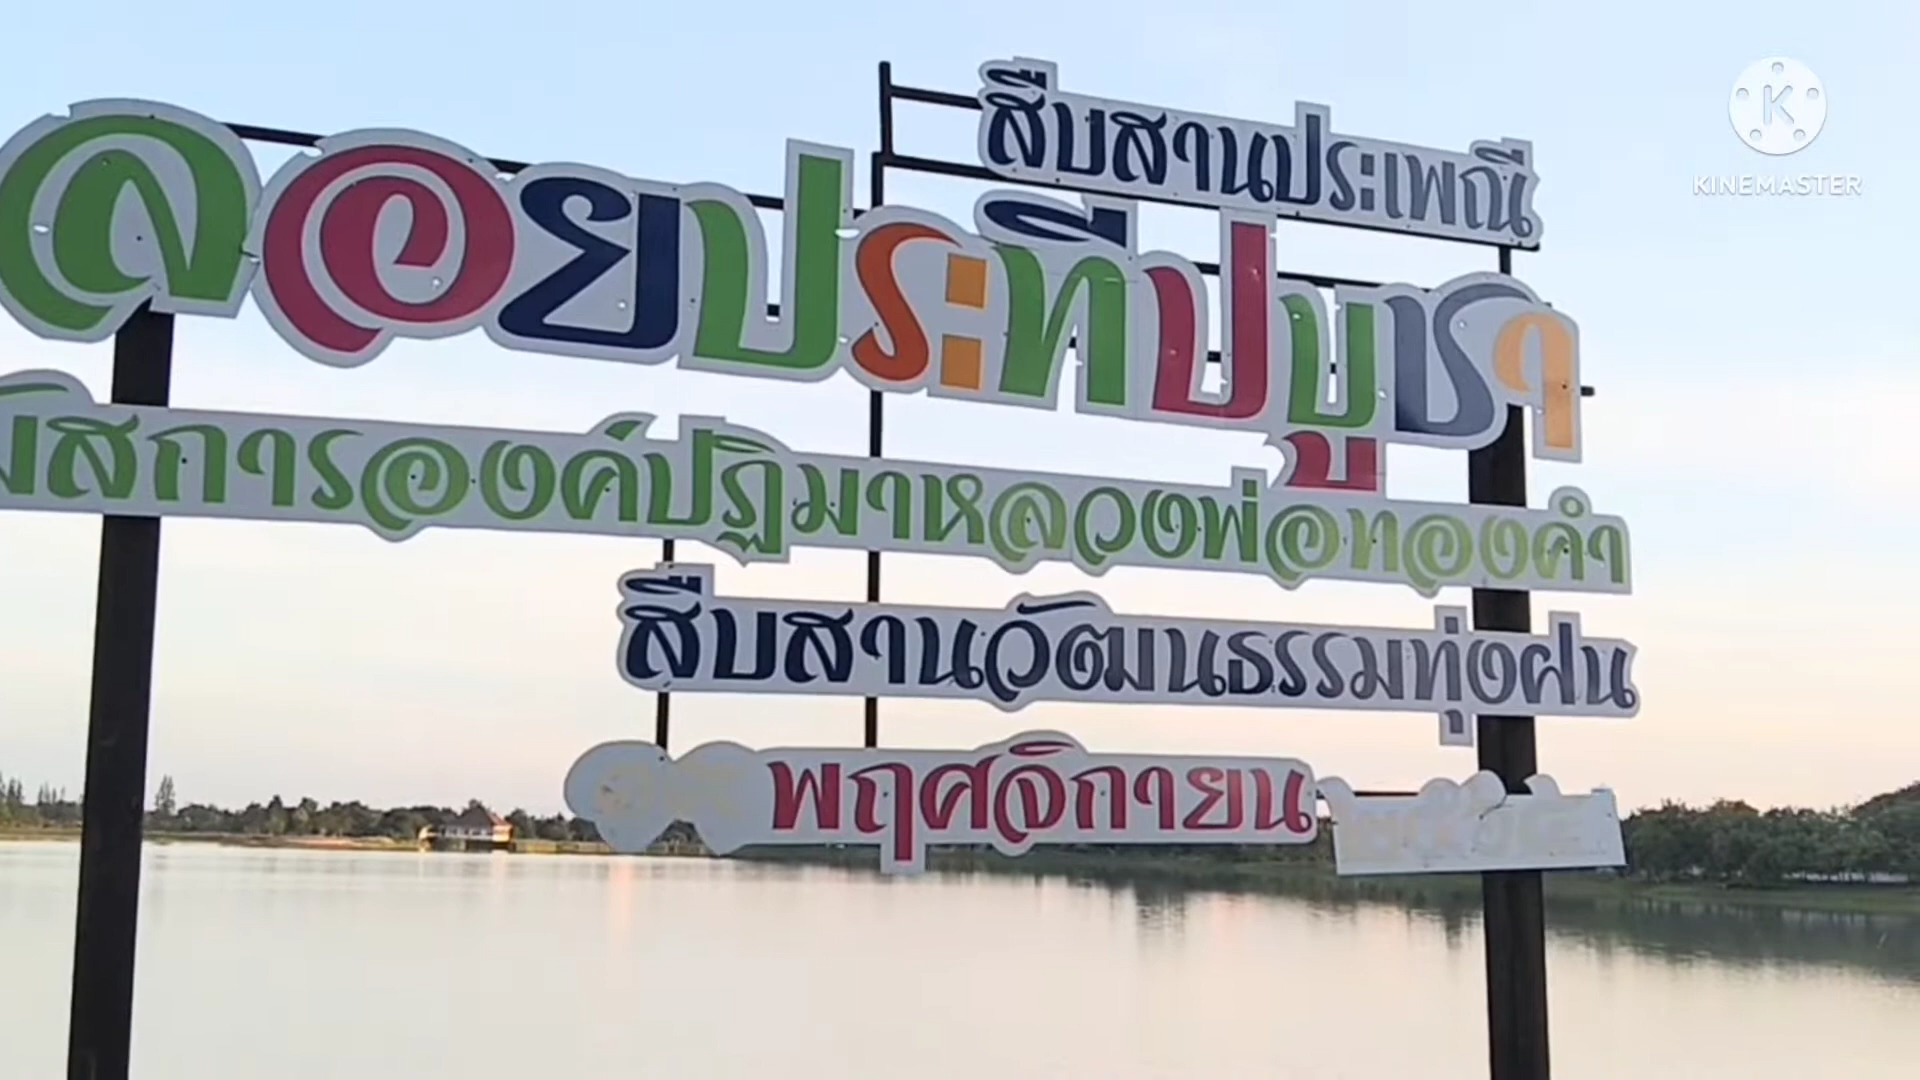 สืบสานประเพณี
ลอยประทีปบูชา
มัสการองค์ปฏิมาหลวงพ่อทองคำ
สืบสานวัฒนธรรมทุ่งฝน
พฤศจิกายน
KINEMASTER